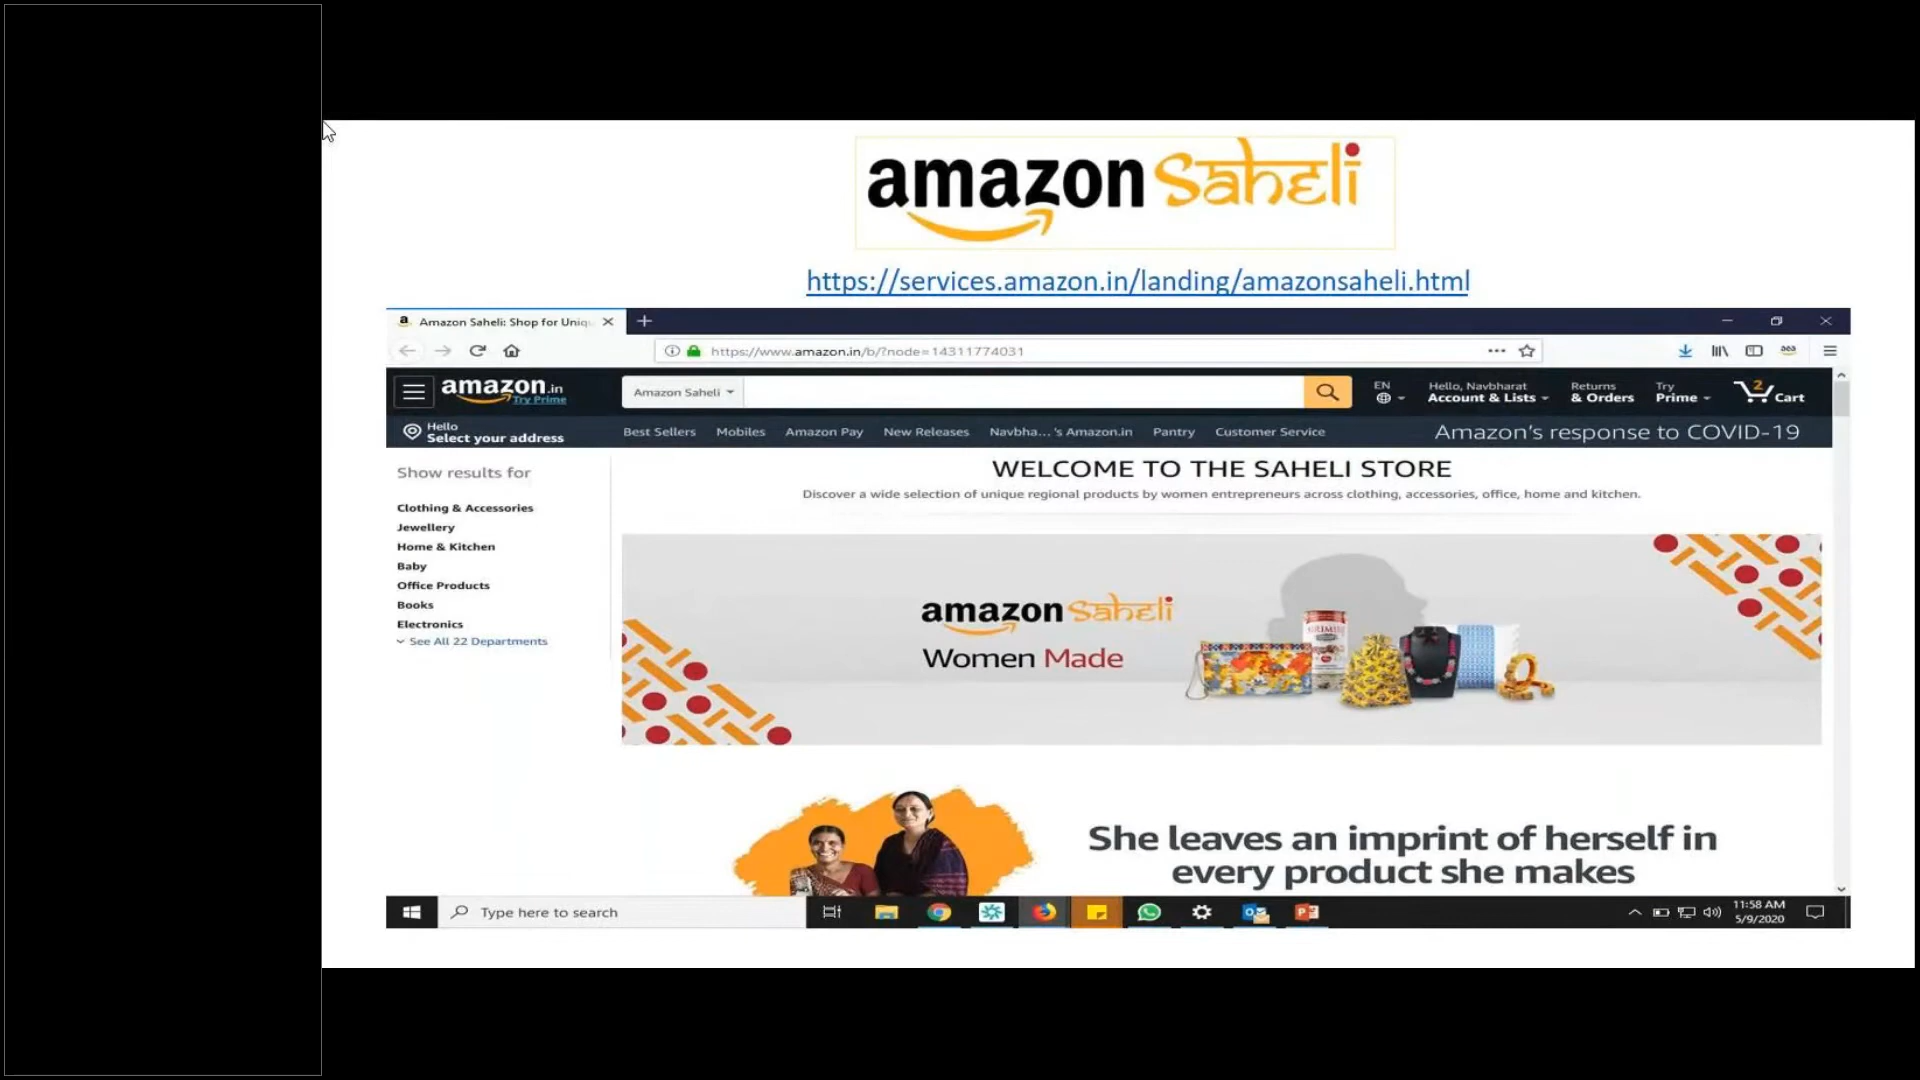 amazon Saheli
https://services.amazon.in/landing/amazonsaheli.html
Amazon Saheli: Shop for Uniqu
https://www.amazon.in/b/?node=14311774031
amazon.in
Try Prime
Amazon Saheli
EN
Hello, Navbharat
Account & Lists
Returns
& Orders
Try
Prime
2
Cart
Hello
Select your address
Best Sellers Mobiles Amazon Pay New Releases Navbha... 's Amazon.in Pantry Customer Service
Amazon's response to COVID-19
Show results for
Clothing & Accessories
Jewellery
Home & Kitchen
Baby
Office Products
Books
Electronics
See All 22 Departments
WELCOME TO THE SAHELI STORE
Discover a wide selection of unique regional products by women entrepreneurs across clothing, accessories, office, home and kitchen.
amazon Saheli
Women Made
She leaves an imprint of herself in
every product she makes
Type here to search
11:58 AM
5/9/2020